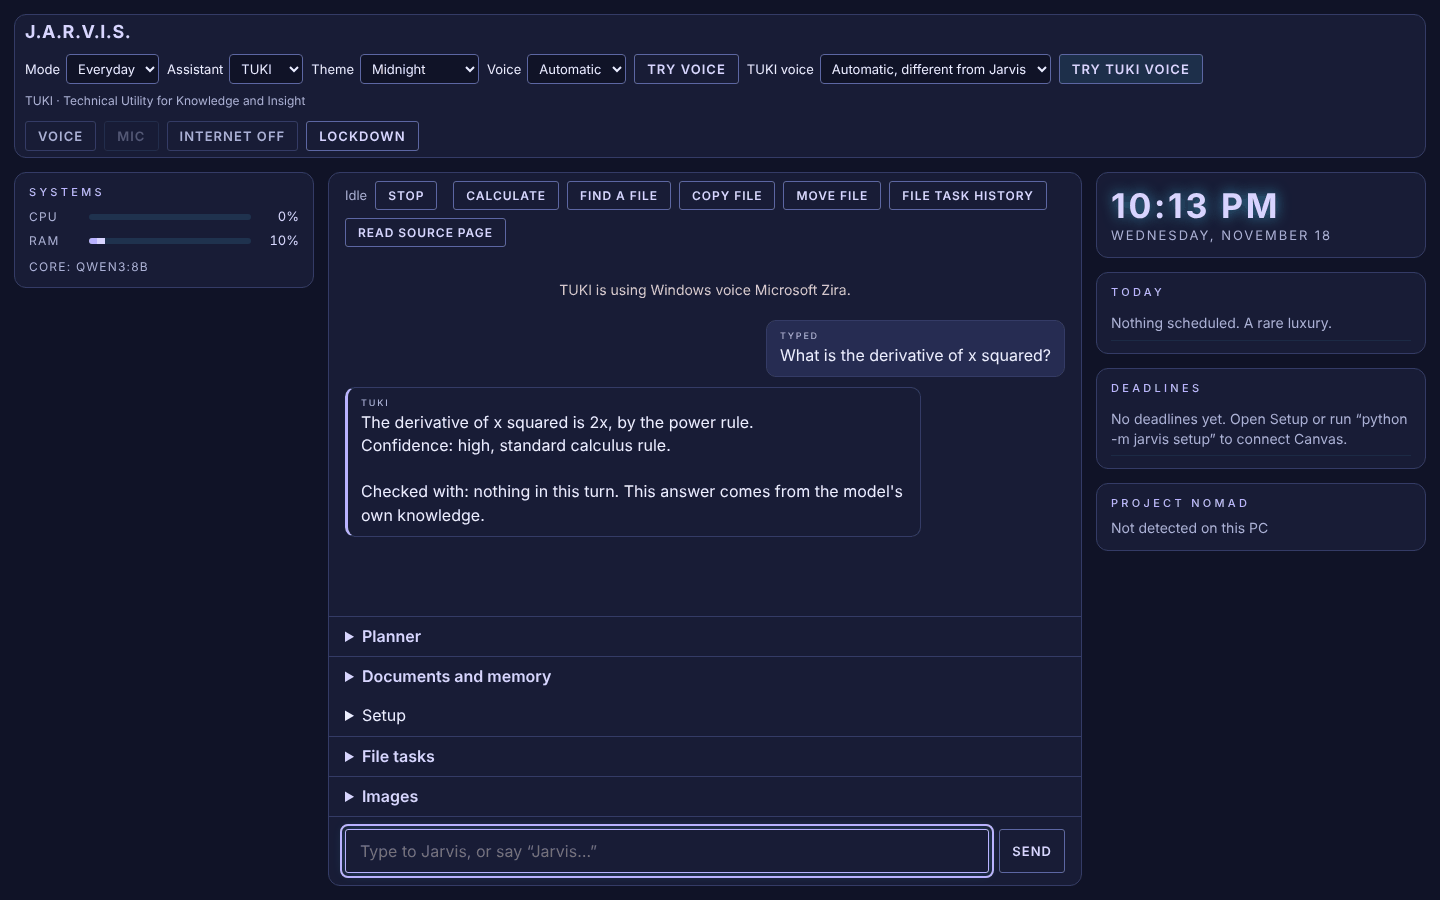 J.A.R.V.I.S.
Mode Everyday Assistant TUKI Theme Midnight Voice Automatic TRY VOICE TUKI voice Automatic, different from Jarvis TRY TUKI VOICE
TUKI · Technical Utility for Knowledge and Insight
VOICE MIC INTERNET OFF LOCKDOWN
SYSTEMS
CPU 0%
RAM 10%
CORE: QWEN3:8B
Idle STOP CALCULATE FIND A FILE COPY FILE MOVE FILE FILE TASK HISTORY
READ SOURCE PAGE
TUKI is using Windows voice Microsoft Zira.
TYPED
What is the derivative of x squared?
TUKI
The derivative of x squared is 2x, by the power rule.
Confidence: high, standard calculus rule.
Checked with: nothing in this turn. This answer comes from the model's
own knowledge.
Planner
Documents and memory
Setup
File tasks
Images
Type to Jarvis, or say “Jarvis…” SEND
10:13 PM
WEDNESDAY, NOVEMBER 18
TODAY
Nothing scheduled. A rare luxury.
DEADLINES
No deadlines yet. Open Setup or run “python
-m jarvis setup” to connect Canvas.
PROJECT NOMAD
Not detected on this PC